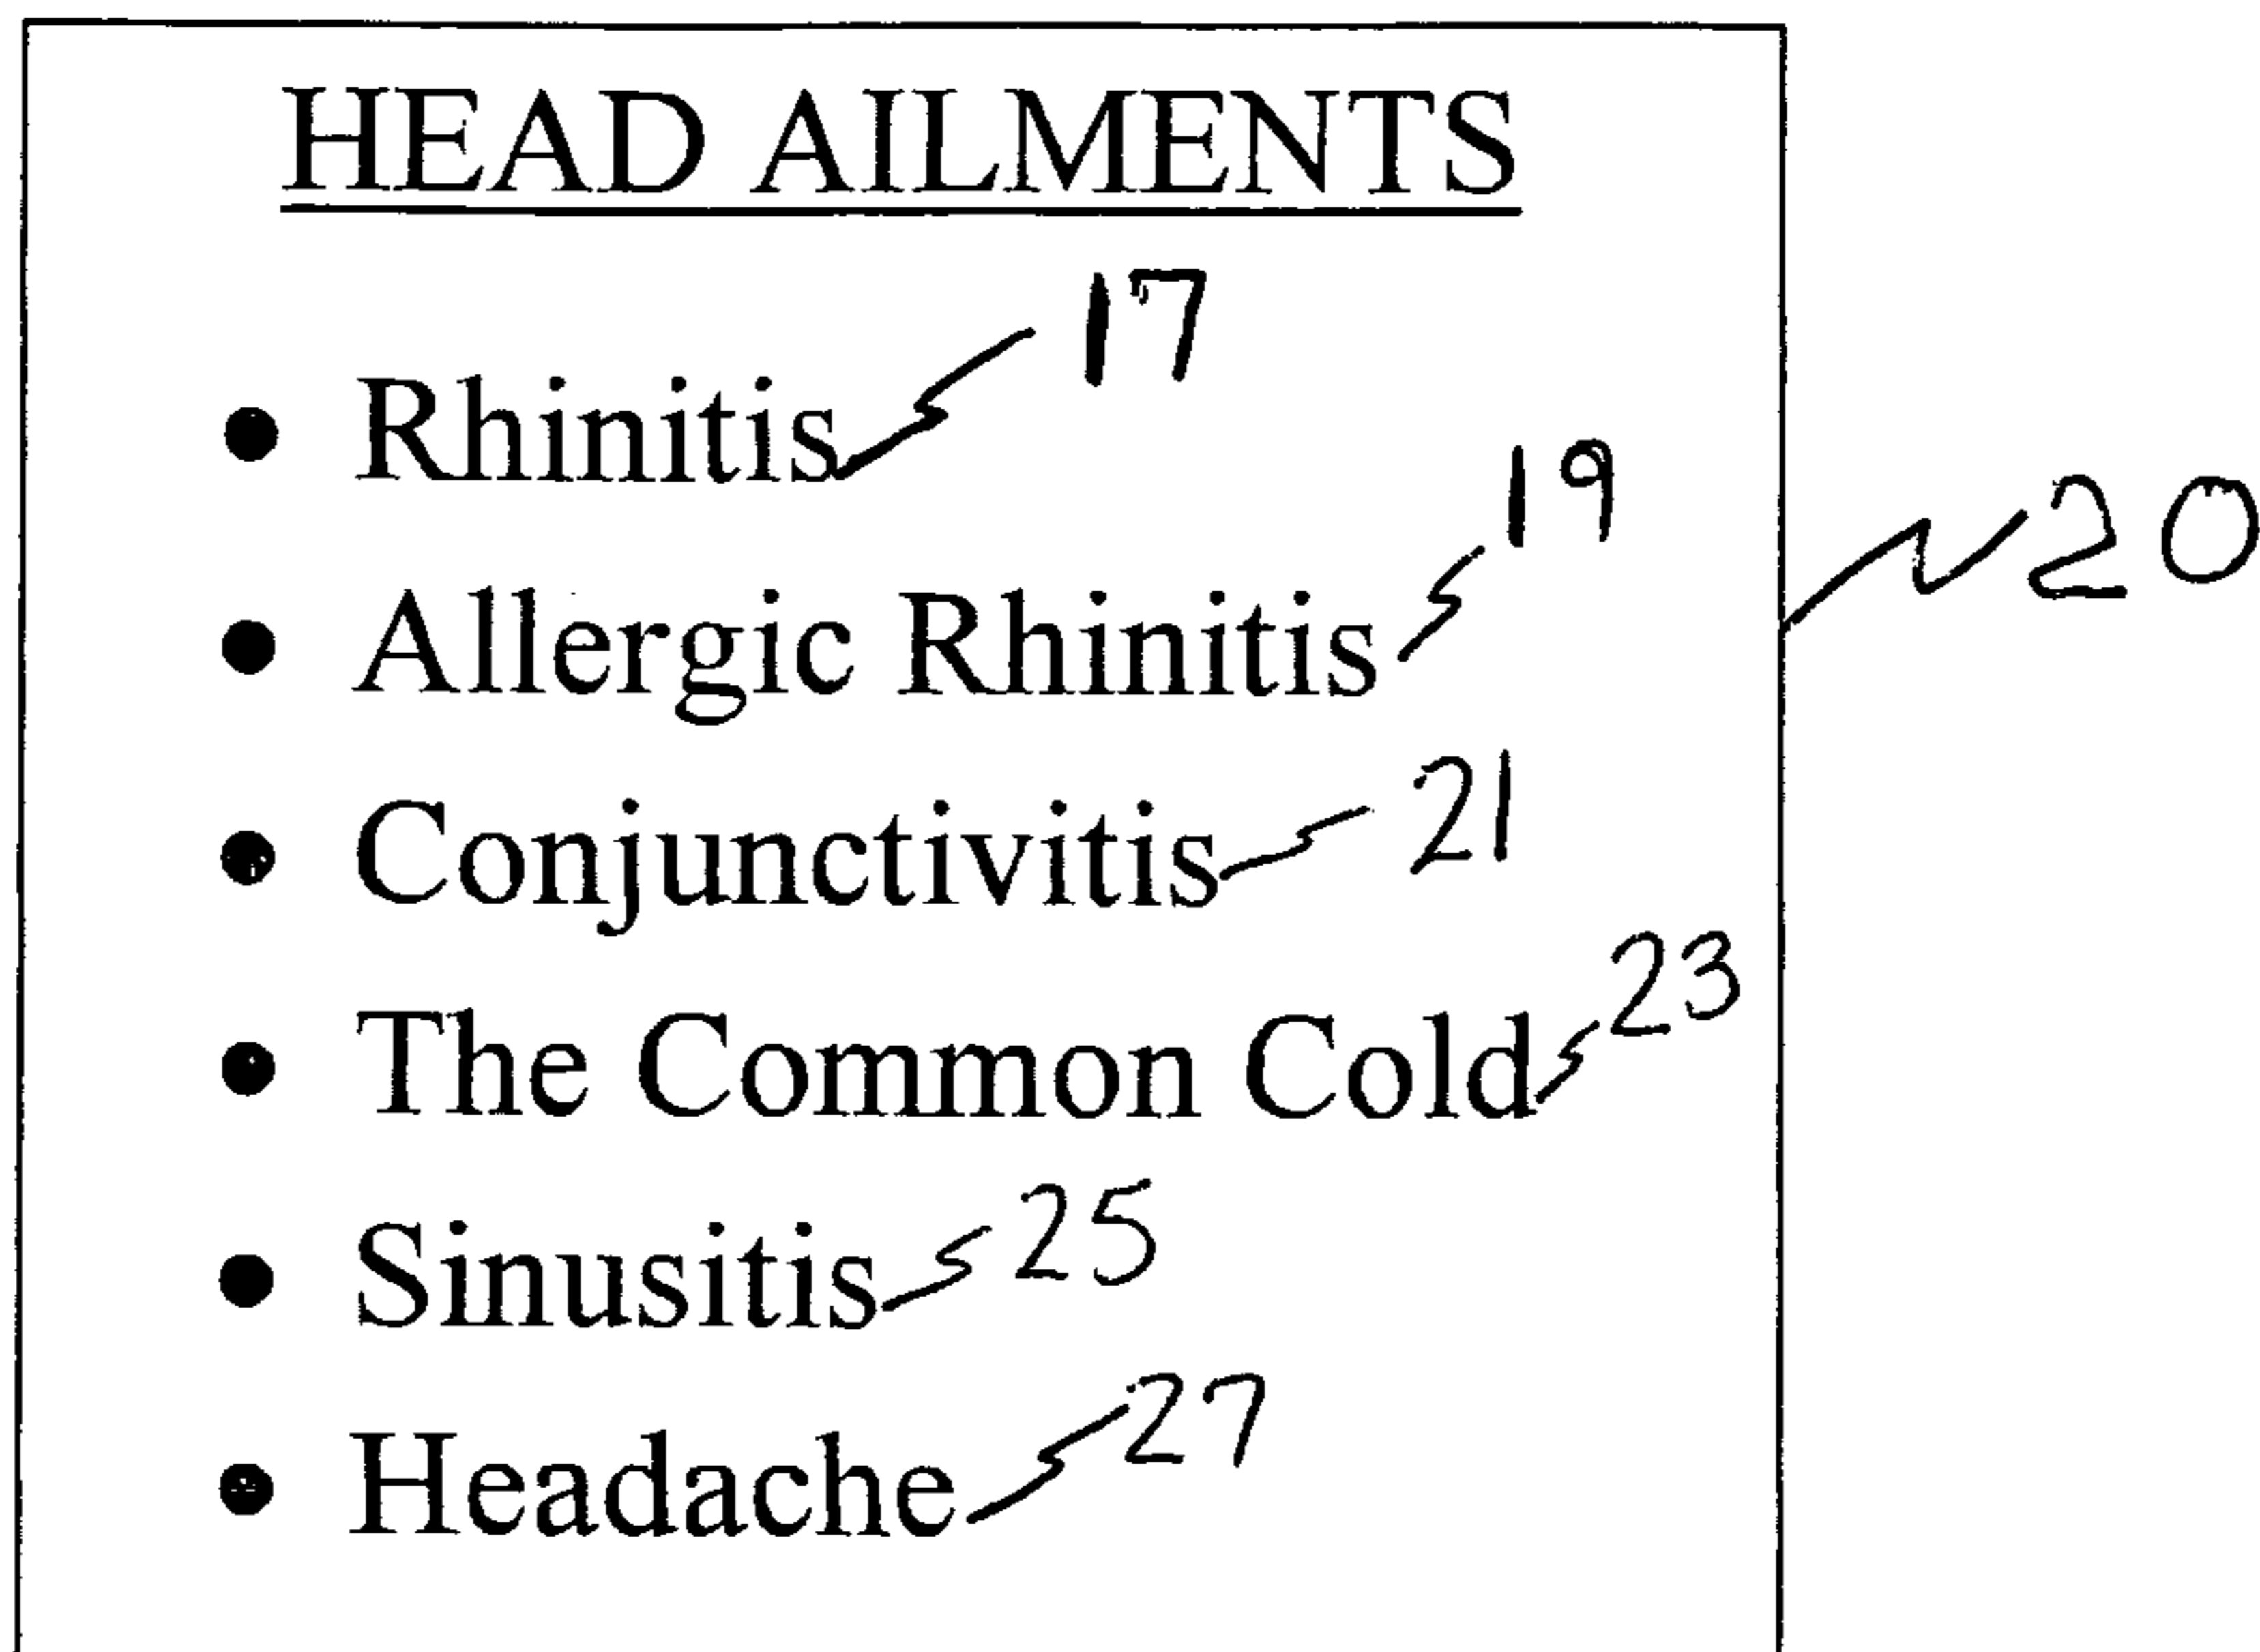 HEAD AILMENTS
• Rhinitis 17
• Allergic Rhinitis 19
20
• Conjunctivitis 21
• The Common Cold 23
• Sinusitis 25
• Headache 27